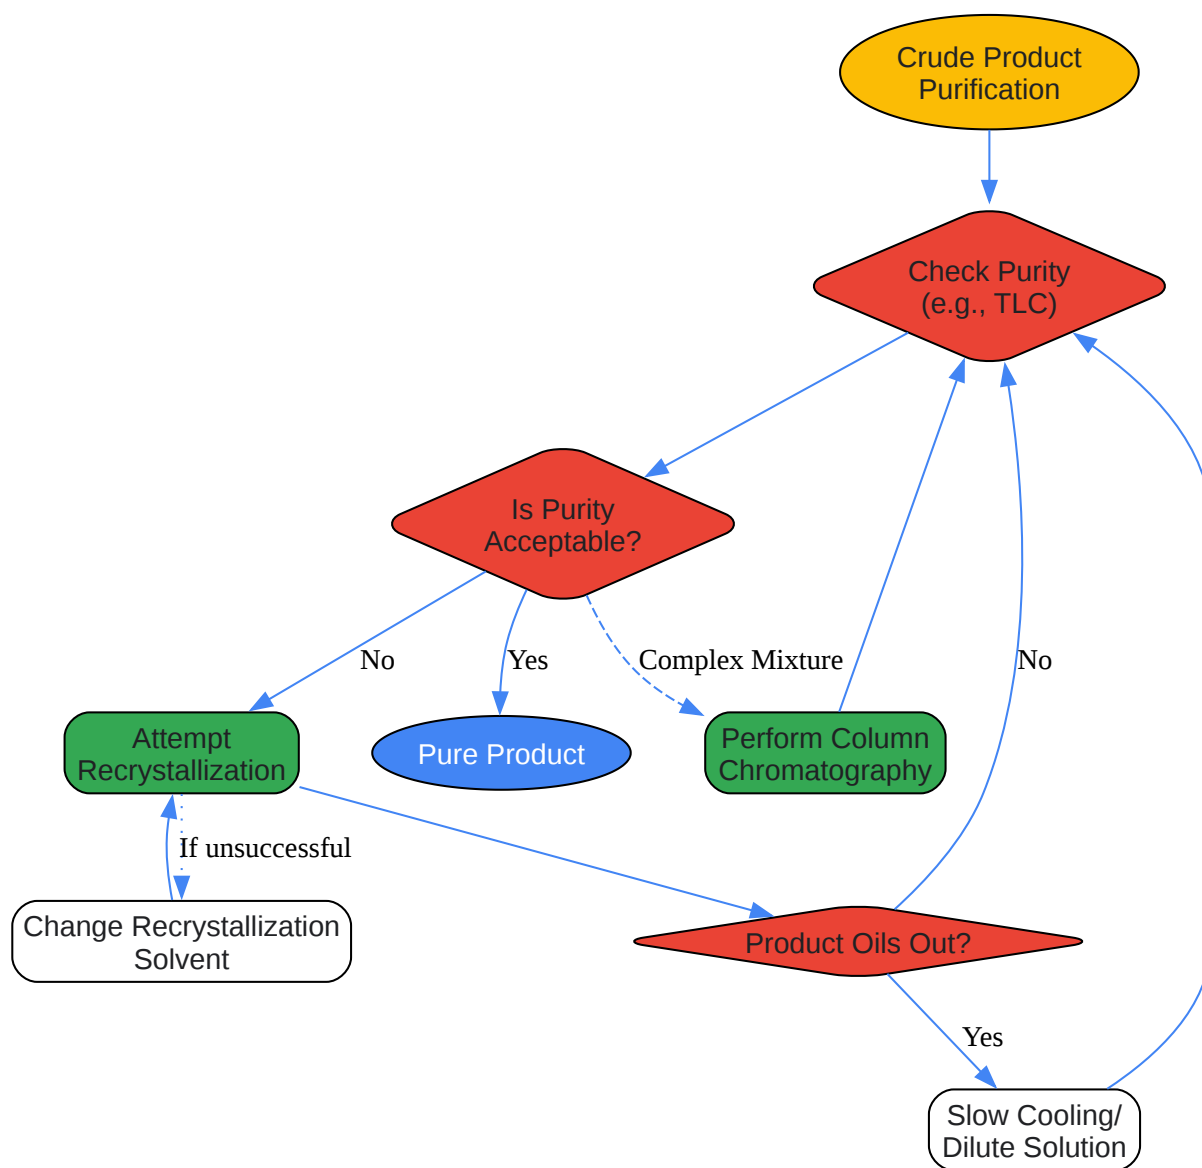 Crude Product
Purification
Check Purity
(e.g., TLC)
Is Purity
Acceptable?
No
Yes
Complex Mixture
No
Attempt
Recrystallization
Pure Product
Perform Column
Chromatography
If unsuccessful
Change Recrystallization
Solvent
Product Oils Out?
Yes
Slow Cooling/
Dilute Solution